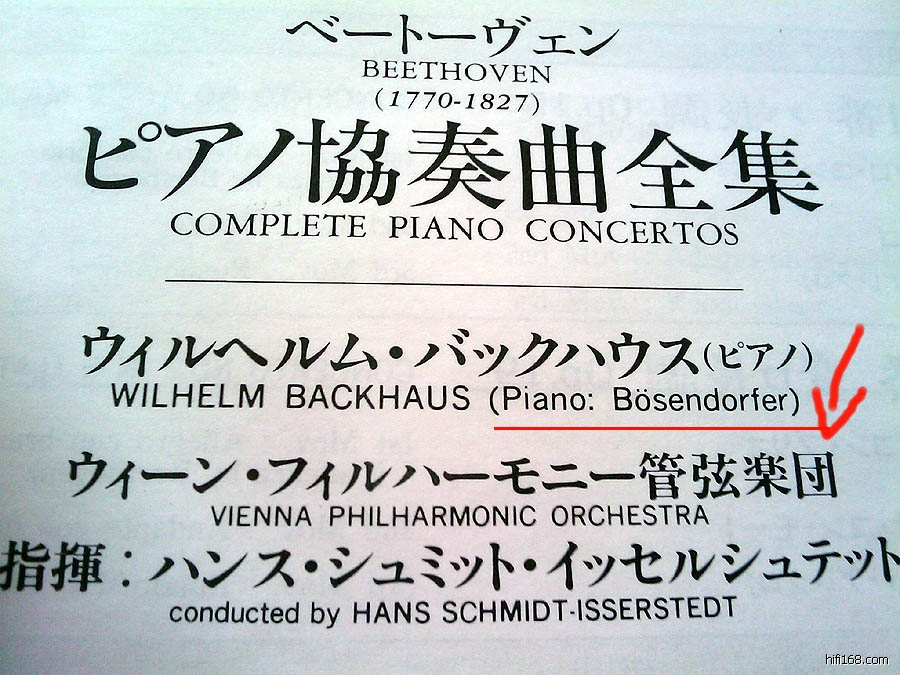 ベートーヴェン
BEETHOVEN
(1770-1827)
ピアノ協奏曲全集
COMPLETE PIANO CONCERTOS
ウィルヘルム・バックハウス(ピアノ)
WILHELM BACKHAUS (Piano: Bösendorfer)
ウィーン・フィルハーモニー管弦楽団
VIENNA PHILHARMONIC ORCHESTRA
指揮:ハンス・シュミット・イッセルシュテット
conducted by HANS SCHMIDT-ISSERSTEDT
hifi168.com